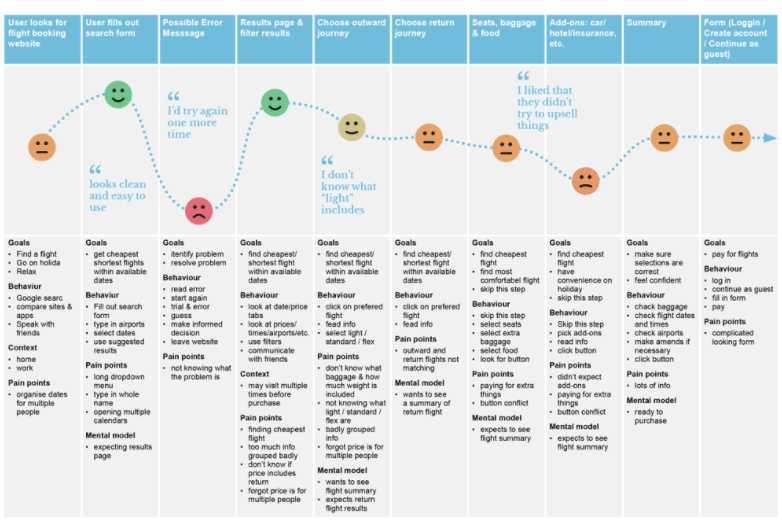 User looks for
flight booking
website
User fills out
search form
Possible Error
Messsage
Results page &
filter results
Choose outward
journey
Choose return
journey
Seats, baggage
& food
Add-ons: car/
hotel/insurance,
etc.
Summary
Form (Loggin /
Create account
/ Continue as
guest)
“
looks clean
and easy to
use
“
I'd try again
one more
time
“
I don't
know what
"light"
includes
“
I liked that
they didn't
try to upsell
things
Goals
• Find a flight
• Go on holida
• Relax
Behaviour
• Google searc
• compare sites &
apps
• Speak with
friends
Context
• home
• work
Pain points
• organise dates
for multiple
people
Goals
• get cheapest
shortest flights
within available
dates
Behaviour
• Fill out search
form
• type in airports
• select dates
• use suggested
results
Pain points
• long dropdown
menu
• type in whole
name
• opening multiple
calendars
Mental model
• expecting results
page
Goals
• itentify problem
• resolve problem
Behaviour
• read error
• start again
• trial & error
• guess
• make informed
decision
• leave website
Pain points
• not knowing what
the problem is
Goals
• find cheapest/
shortest flight
within available
dates
Behaviour
• look at date/price
tabs
• look at prices/
times/airports/etc.
• use filters
• communicate
with friends
Context
• may visit multiple
times before
purchase
Pain points
• finding cheapest
flight
• too much info
grouped badly
• don't know if
price includes
return
• forgot price is for
multiple people
Goals
• find cheapest/
shortest flight
within available
dates
Behaviour
• click on prefered
flight
• fead info
• select light /
standard / flex
Pain points
• don't know what
baggage & how
much weight is
included
• not knowing what
light / standard /
flex are
• badly grouped
info
• forgot price is for
multiple people
Mental model
• wants to see
flight summary
• expects return
flight results
Goals
• find cheapest/
shortest flight
within available
dates
Behaviour
• click on prefered
flight
• fead info
Pain points
• outward and
return flights not
matching
Mental model
• wants to see
a summary of
return flight
Goals
• find cheapest
flight
• find most
comfortabel flight
• skip this step
Behaviour
• skip this step
• select seats
• select extra
baggage
• select food
• look for button
Pain points
• paying for extra
things
• button conflict
Mental model
• expects to see
flight summary
Goals
• find cheapest
flight
• have
convenience on
holiday
• skip this step
Behaviour
• Skip this step
• pick add-ons
• read info
• click button
Pain points
• didn't expect
add-ons
• paying for extra
things
• button conflict
Mental model
• expects to see
flight summary
Goals
• make sure
selections are
correct
• feel confident
Behaviour
• chack baggage
• check flight dates
and times
• check airports
• make amends if
necessary
• click button
Pain points
• lots of info
Mental model
• ready to
purchase
Goals
• pay for flights
Behaviour
• log in
• continue as guest
• fill in form
• pay
Pain points
• complicated
looking form